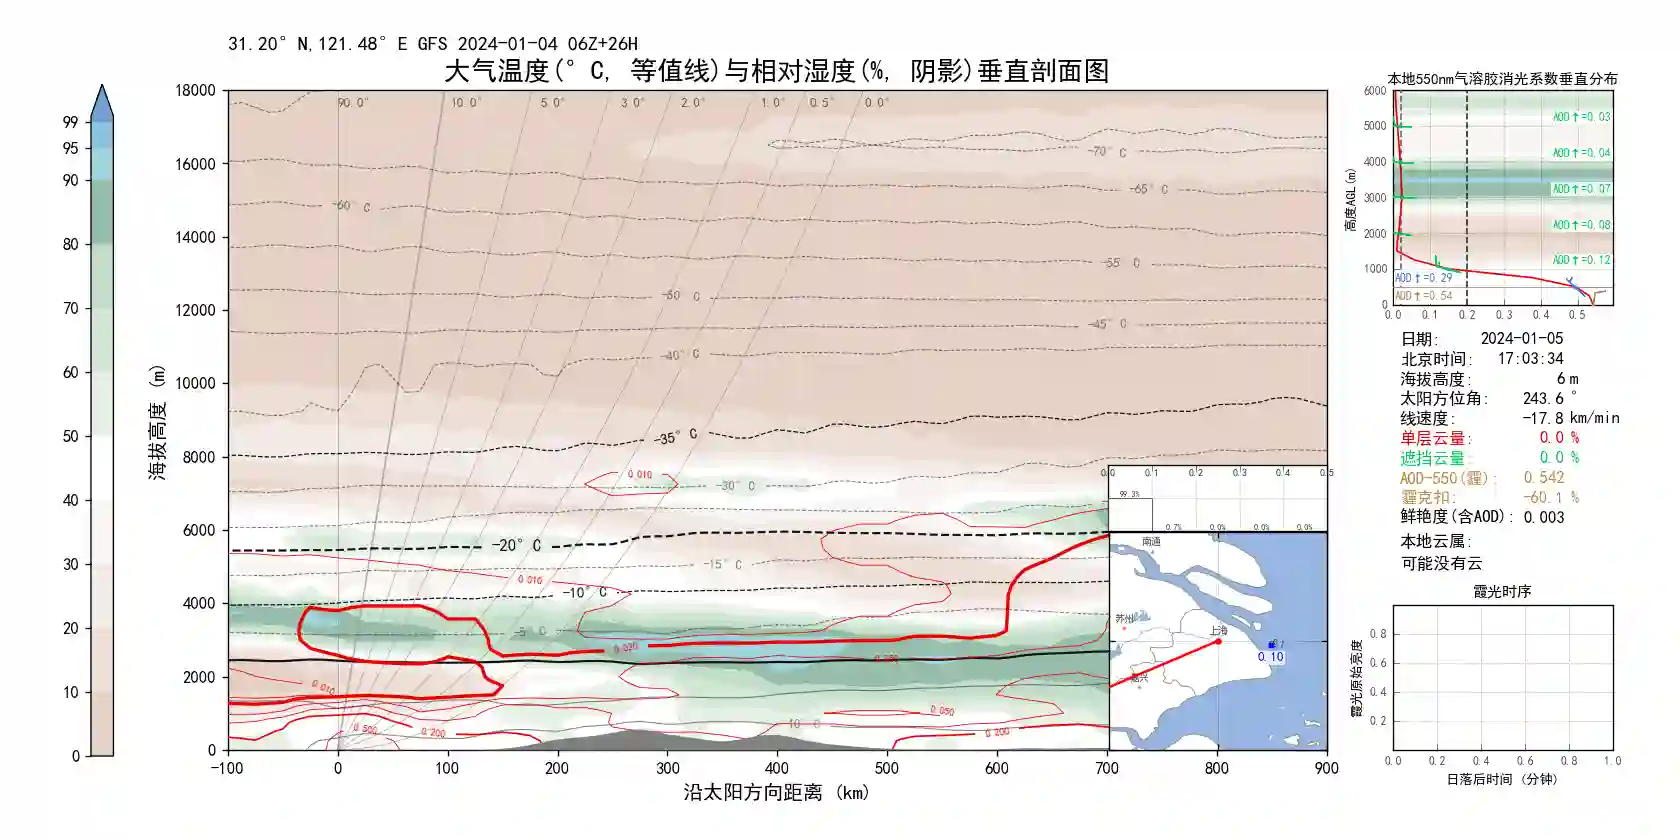 31.20° N,121.48° E GFS 2024-01-04 06Z+26H
大气温度(° C, 等值线)与相对湿度(%, 阴影)垂直剖面图
99
95
90
80
70
60
50
40
30
20
10
0
海拔高度 (m)
18000
16000
14000
12000
10000
8000
6000
4000
2000
0
90.0° 10.0° 5.0° 3.0° 2.0° 1.0° 0.5° 0.0°
-70° C
-65° C
-60° C
-55° C
-50° C
-45° C
-40° C
-35° C
0.010
-30° C
-20° C
-15° C
0.010
-10° C
-5° C
0.020
0.010
0.050
10° C
0.500
0.200
0.200
-100 0 100 200 300 400 500 600 700 800 900
沿太阳方向距离 (km)
0.0 0.1 0.2 0.3 0.4 0.5
99.3%
0.7% 0.0% 0.0% 0.0%
南通
苏州
上海
嘉兴
0.10
本地550nm气溶胶消光系数垂直分布
高度AGL(m)
6000
5000
4000
3000
2000
1000
0
AOD↑=0.03
AOD↑=0.04
AOD↑=0.07
AOD↑=0.08
AOD↑=0.12
AOD↑=0.29
AOD↑=0.54
0.0 0.1 0.2 0.3 0.4 0.5
日期: 2024-01-05
北京时间: 17:03:34
海拔高度: 6 m
太阳方位角: 243.6 °
线速度: -17.8 km/min
单层云量: 0.0 %
遮挡云量: 0.0 %
AOD-550(霾): 0.542
霾克扣: -60.1 %
鲜艳度(含AOD): 0.003
本地云属:
可能没有云
霞光时序
霞光原始亮度
0.8
0.6
0.4
0.2
0.0 0.2 0.4 0.6 0.8 1.0
日落后时间 (分钟)